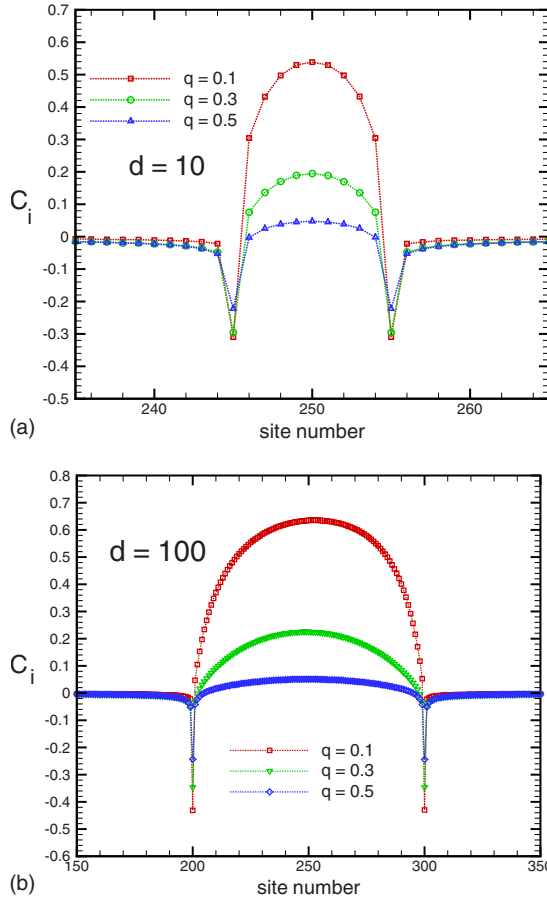 0.7
0.6
0.5
0.4
0.3
0.2
0.1
0
-0.1
-0.2
-0.3
-0.4
-0.5
q = 0.1
q = 0.3
q = 0.5
d = 10
C i
240
250
260
(a)
site number
0.8
0.7
0.6
0.5
0.4
0.3
0.2
0.1
0
-0.1
-0.2
-0.3
-0.4
-0.5
-0.6
d = 100
C i
q = 0.1
q = 0.3
q = 0.5
150
200
250
300
350
(b)
site number